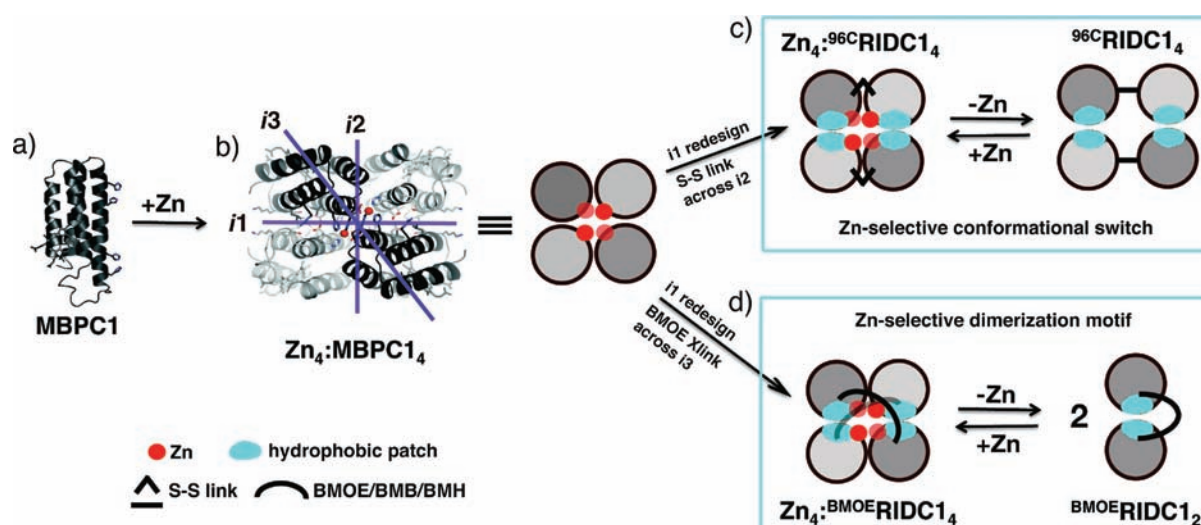 a)
MBPC1
+Zn
b)
i3
i2
i1
Zn₄:MBPC1₄
i1 redesign
S-S link
across i2
i1 redesign
BMOE Xlink
across i3
c)
Zn₄:⁹⁶ᶜRIDC1₄
⁹⁶ᶜRIDC1₄
-Zn
+Zn
Zn-selective conformational switch
d)
Zn-selective dimerization motif
-Zn
+Zn
2
Zn₄:ᴮᴹᴼᴱRIDC1₄
ᴮᴹᴼᴱRIDC1₂
Zn
hydrophobic patch
S-S link
BMOE/BMB/BMH